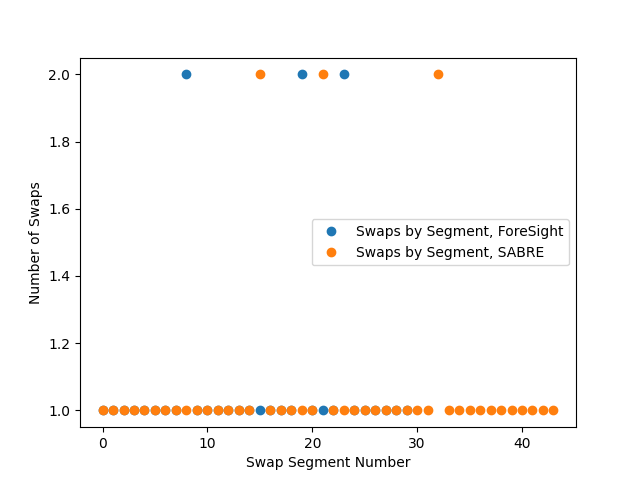 2.0
1.8
1.6
1.4
1.2
1.0
Number of Swaps
Swaps by Segment, ForeSight
Swaps by Segment, SABRE
0 10 20 30 40
Swap Segment Number